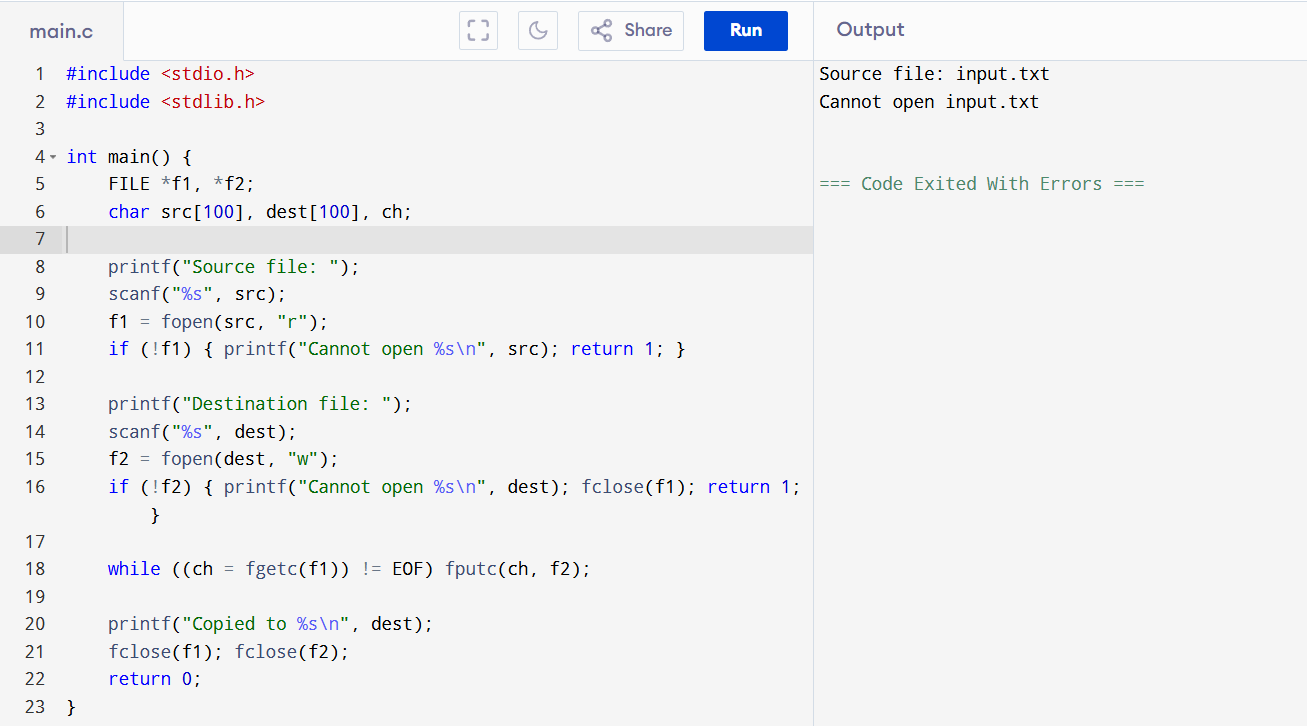 main.c
Share
Run
Output
1 #include <stdio.h>
2 #include <stdlib.h>
3
4 int main() {
5     FILE *f1, *f2;
6     char src[100], dest[100], ch;
7
8     printf("Source file: ");
9     scanf("%s", src);
10     f1 = fopen(src, "r");
11     if (!f1) { printf("Cannot open %s\n", src); return 1; }
12
13     printf("Destination file: ");
14     scanf("%s", dest);
15     f2 = fopen(dest, "w");
16     if (!f2) { printf("Cannot open %s\n", dest); fclose(f1); return 1;
}
17
18     while ((ch = fgetc(f1)) != EOF) fputc(ch, f2);
19
20     printf("Copied to %s\n", dest);
21     fclose(f1); fclose(f2);
22     return 0;
23 }
Source file: input.txt
Cannot open input.txt
=== Code Exited With Errors ===